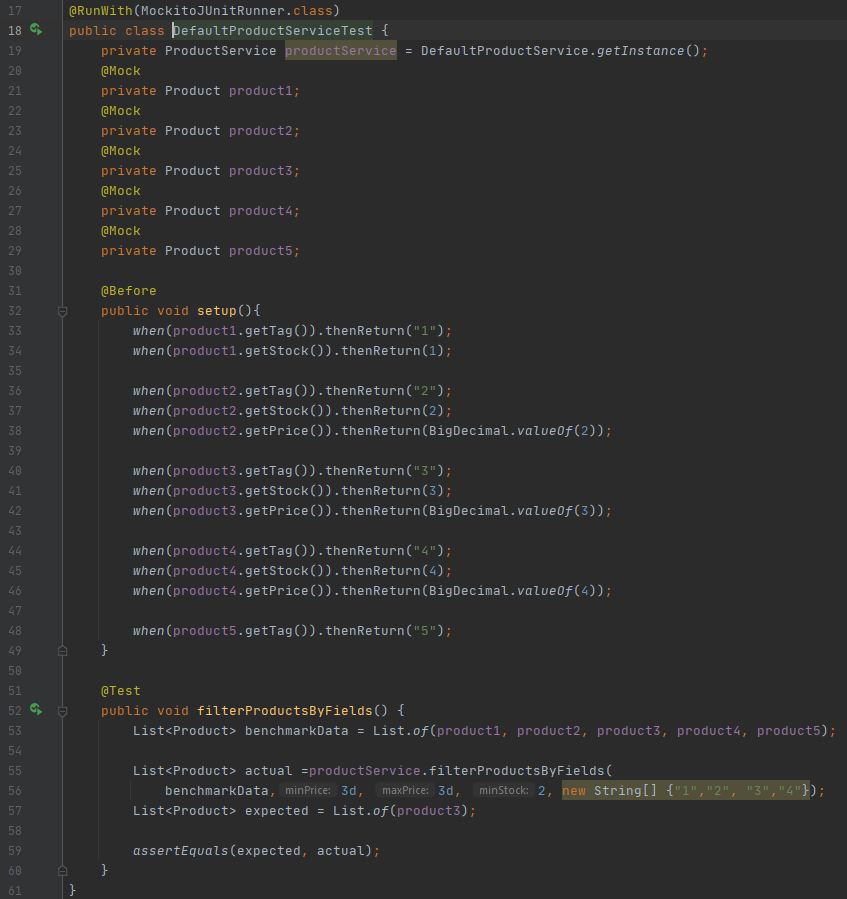 17 @RunWith(MockitoJUnitRunner.class)
18 public class DefaultProductServiceTest {
19 private ProductService productService = DefaultProductService.getInstance();
20 @Mock
21 private Product product1;
22 @Mock
23 private Product product2;
24 @Mock
25 private Product product3;
26 @Mock
27 private Product product4;
28 @Mock
29 private Product product5;
30
31 @Before
32 public void setup(){
33 when(product1.getTag()).thenReturn("1");
34 when(product1.getStock()).thenReturn(1);
35
36 when(product2.getTag()).thenReturn("2");
37 when(product2.getStock()).thenReturn(2);
38 when(product2.getPrice()).thenReturn(BigDecimal.valueOf(2));
39
40 when(product3.getTag()).thenReturn("3");
41 when(product3.getStock()).thenReturn(3);
42 when(product3.getPrice()).thenReturn(BigDecimal.valueOf(3));
43
44 when(product4.getTag()).thenReturn("4");
45 when(product4.getStock()).thenReturn(4);
46 when(product4.getPrice()).thenReturn(BigDecimal.valueOf(4));
47
48 when(product5.getTag()).thenReturn("5");
49 }
50
51 @Test
52 public void filterProductsByFields() {
53 List<Product> benchmarkData = List.of(product1, product2, product3, product4, product5);
54
55 List<Product> actual =productService.filterProductsByFields(
56 benchmarkData, minPrice: 3d, maxPrice: 3d, minStock: 2, new String[] {"1","2", "3","4"});
57 List<Product> expected = List.of(product3);
58
59 assertEquals(expected, actual);
60 }
61 }